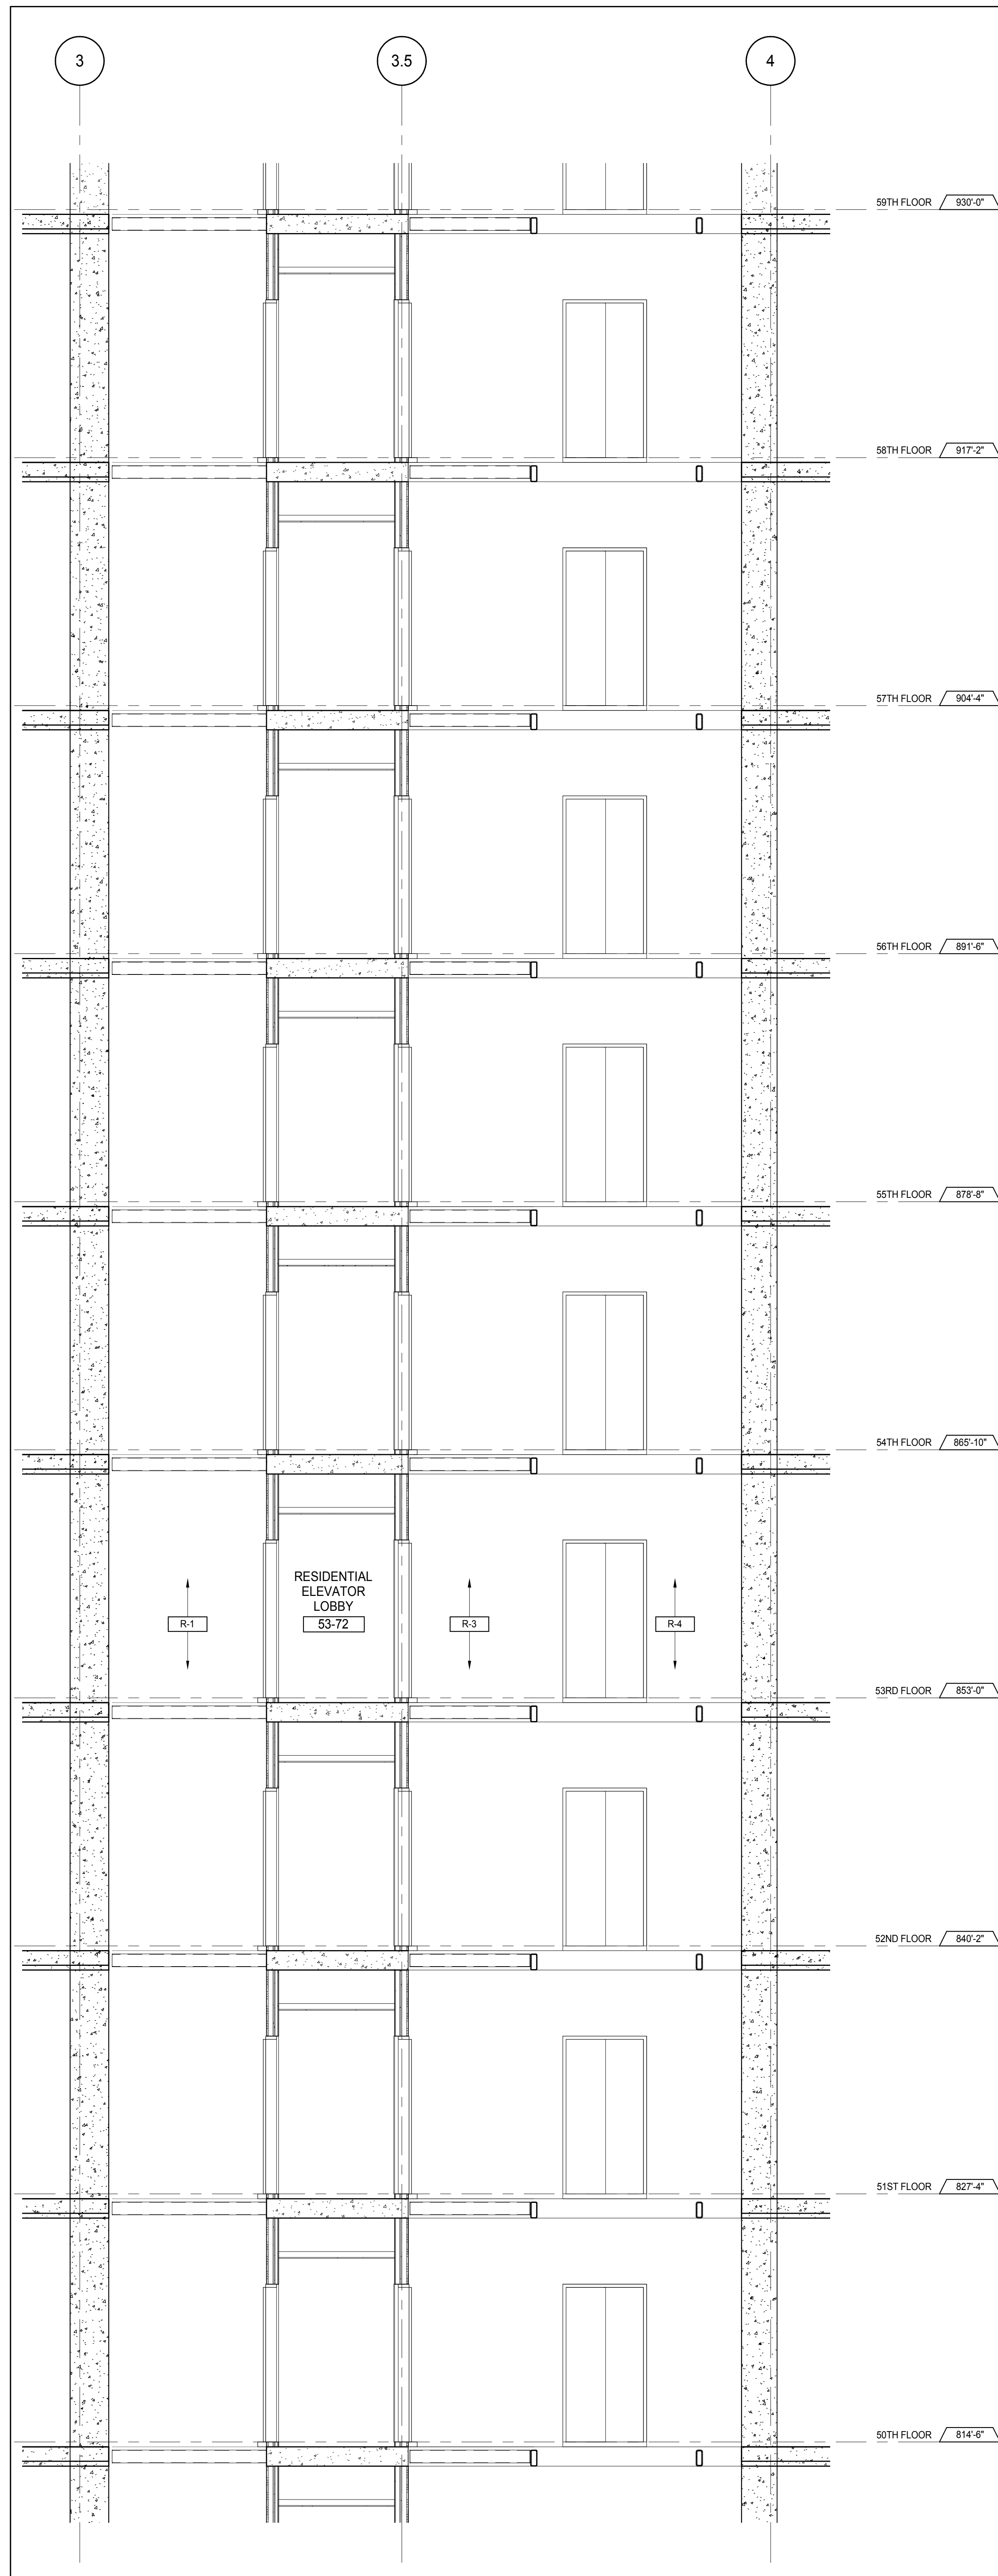 3
3.5
4
59TH FLOOR 930'-0"
58TH FLOOR 917'-2"
57TH FLOOR 904'-4"
56TH FLOOR 891'-6"
55TH FLOOR 878'-8"
54TH FLOOR 865'-10"
RESIDENTIAL
ELEVATOR
LOBBY
53-72
R-1
R-3
R-4
53RD FLOOR 853'-0"
52ND FLOOR 840'-2"
51ST FLOOR 827'-4"
50TH FLOOR 814'-6"